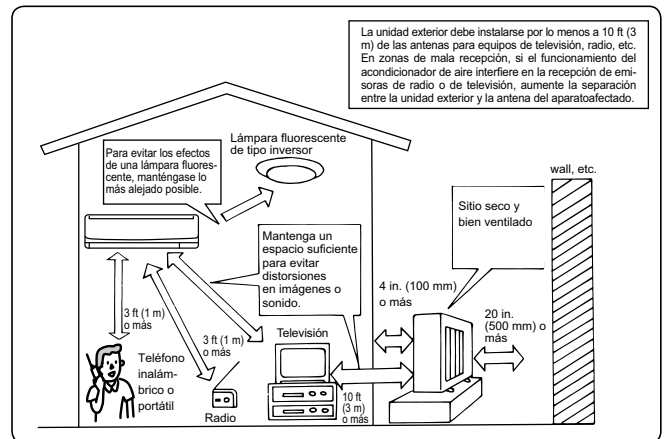 La unidad exterior debe instalarse por lo menos a 10 ft (3
m) de las antenas para equipos de televisión, radio, etc.
En zonas de mala recepción, si el funcionamiento del
acondicionador de aire interfiere en la recepción de emi-
soras de radio o de televisión, aumente la separación
entre la unidad exterior y la antena del aparatoafectado.
Lámpara fluorescente
de tipo inversor
Para evitar los efectos
de una lámpara fluores-
cente, manténgase lo
más alejado posible.
wall, etc.
Sitio seco y
bien ventilado
Mantenga un
espacio suficiente
para evitar
distorsiones
en imágenes o
sonido.
4 in. (100 mm)
o más
20 in.
(500 mm) o
más
3 ft (1 m)
o más
3 ft (1 m)
o más
Televisión
Teléfono
inalám-
brico o
portátil
Radio
10 ft
(3 m)
o más